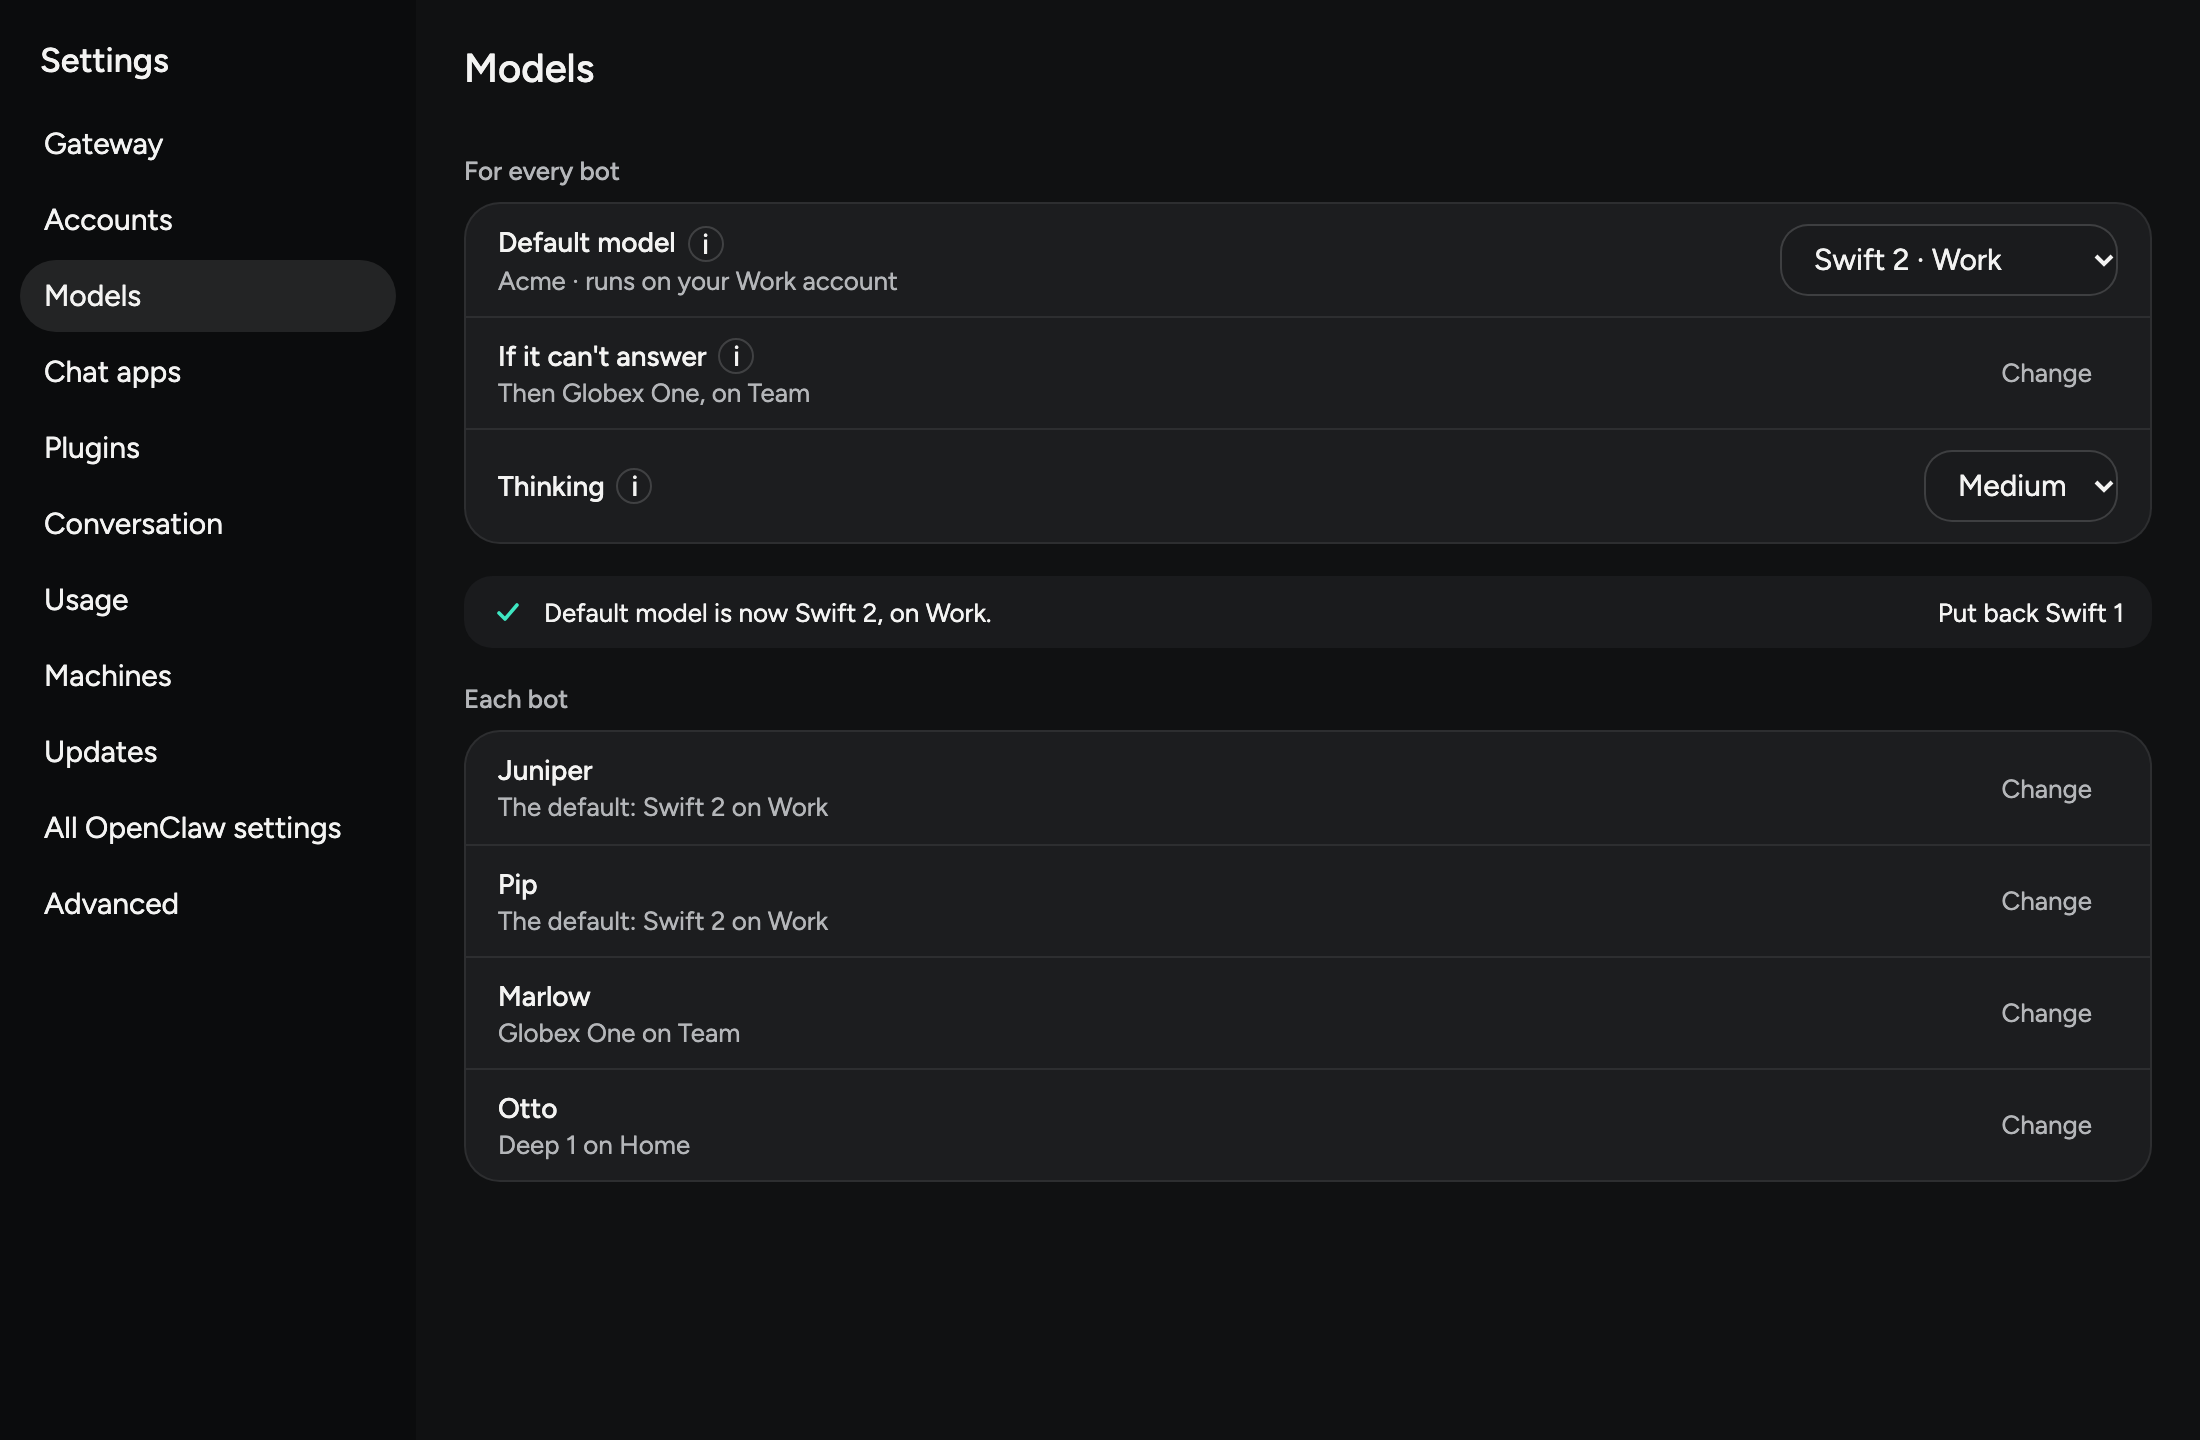 Settings
Gateway
Accounts
Models
Chat apps
Plugins
Conversation
Usage
Machines
Updates
All OpenClaw settings
Advanced
Models
For every bot
Default model i
Acme · runs on your Work account
Swift 2 · Work
If it can't answer i
Then Globex One, on Team
Change
Thinking i
Medium
Default model is now Swift 2, on Work.
Put back Swift 1
Each bot
Juniper
The default: Swift 2 on Work
Change
Pip
The default: Swift 2 on Work
Change
Marlow
Globex One on Team
Change
Otto
Deep 1 on Home
Change